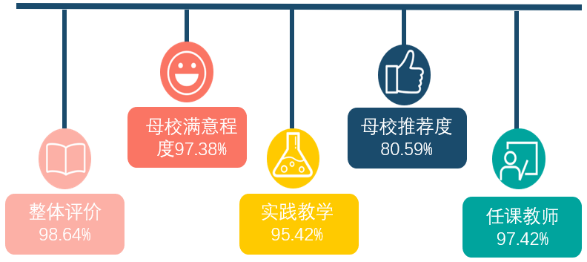 母校满意程
度97.38%
母校推荐度
80.59%
整体评价
98.64%
实践教学
95.42%
任课教师
97.42%